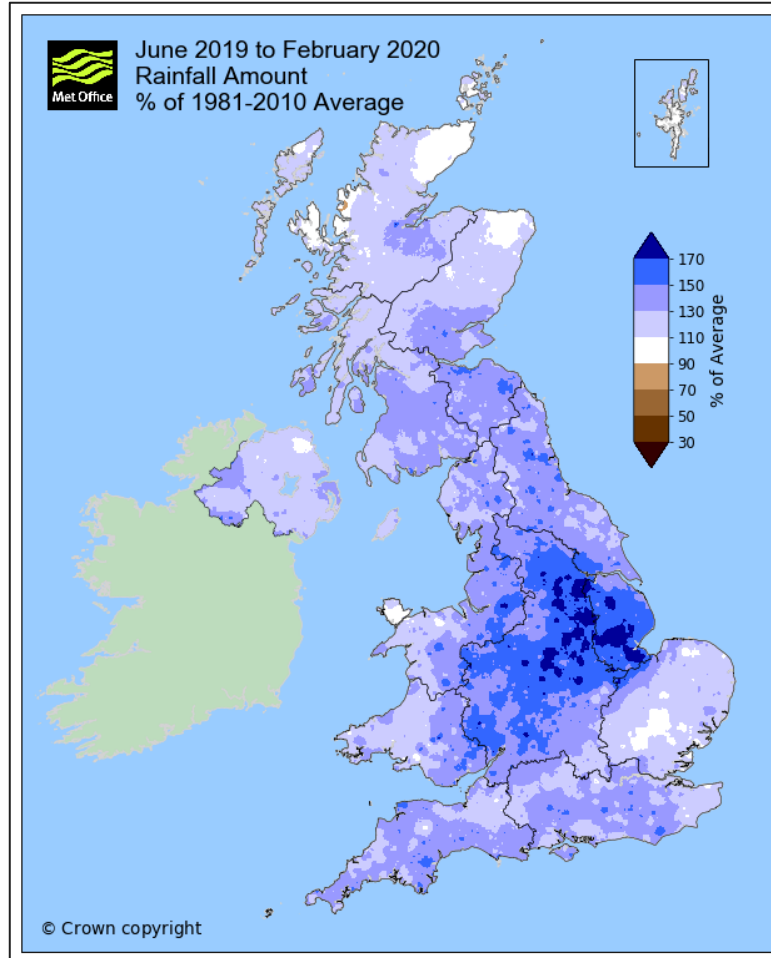 June 2019 to February 2020
Rainfall Amount
% of 1981-2010 Average
Met Office
170
150
130
110
90
70
50
30
% of Average
© Crown copyright